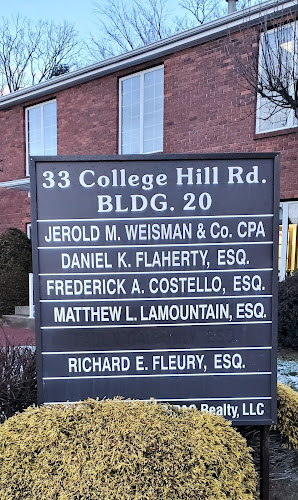 33 College Hill Rd.
BLDG. 20
JEROLD M. WEISMAN & Co. CPA
DANIEL K. FLAHERTY, ESQ.
FREDERICK A. COSTELLO, ESQ.
MATTHEW L. LAMOUNTAIN, ESQ.
RICHARD E. FLEURY, ESQ.
Realty, LLC